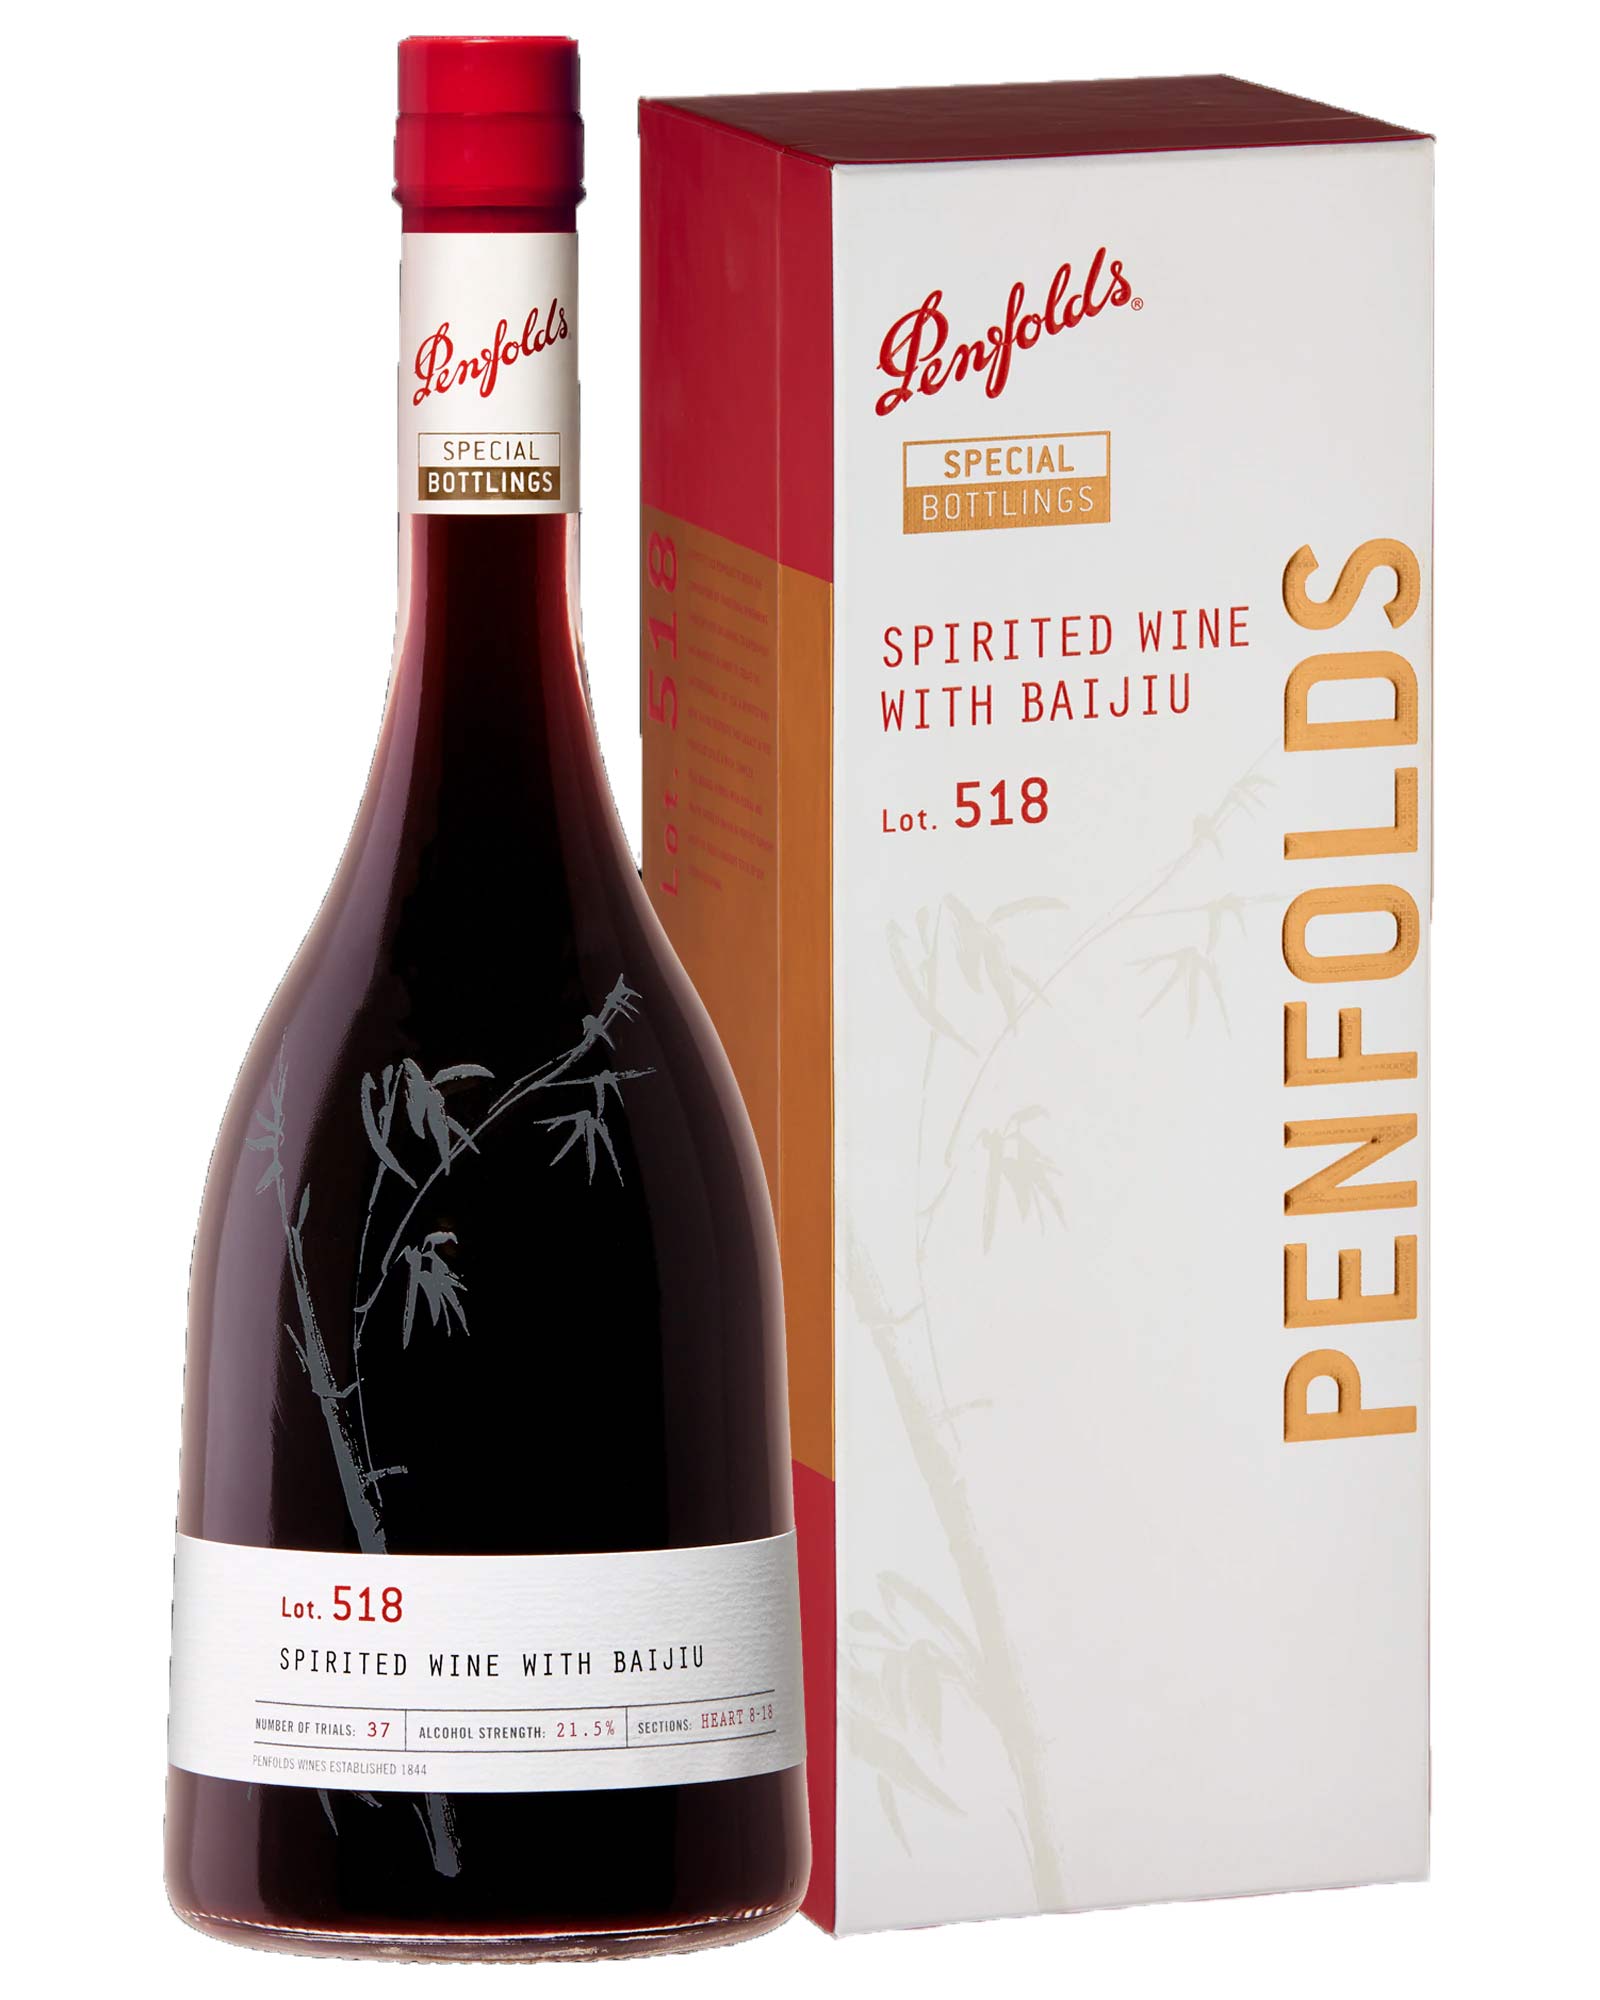 Penfolds
SPECIAL
BOTTLINGS
Lot. 518
SPIRITED WINE WITH BAIJIU
NUMBER OF TRIALS: 37
ALCOHOL STRENGTH: 21.5%
SECTIONS: HEART 8-18
PENFOLDS WINES ESTABLISHED 1844
Lot. 518
Penfolds®
SPECIAL
BOTTLINGS
SPIRITED WINE
WITH BAIJIU
Lot. 518
PENFOLDS